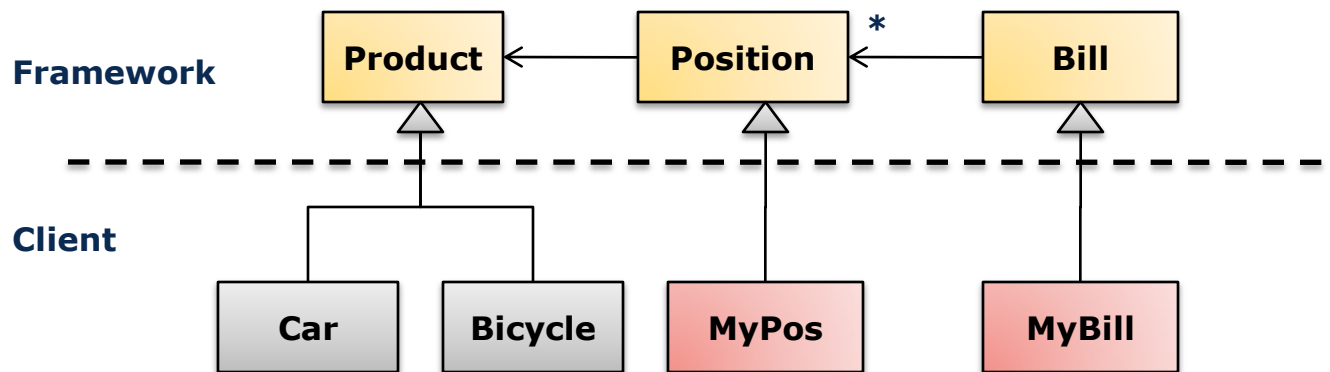 Framework
Product
Position
*
Bill
Client
Car
Bicycle
MyPos
MyBill